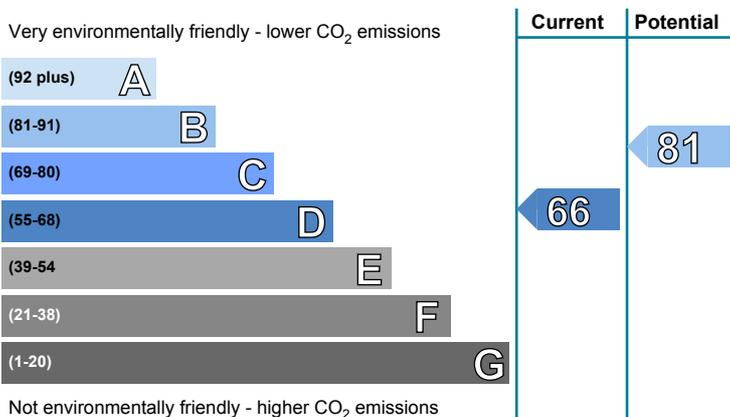 Current Potential
Very environmentally friendly - lower CO2 emissions
(92 plus) A
(81-91) B
81
(69-80) C
(55-68) D
66
(39-54 E
(21-38) F
(1-20) G
Not environmentally friendly - higher CO2 emissions